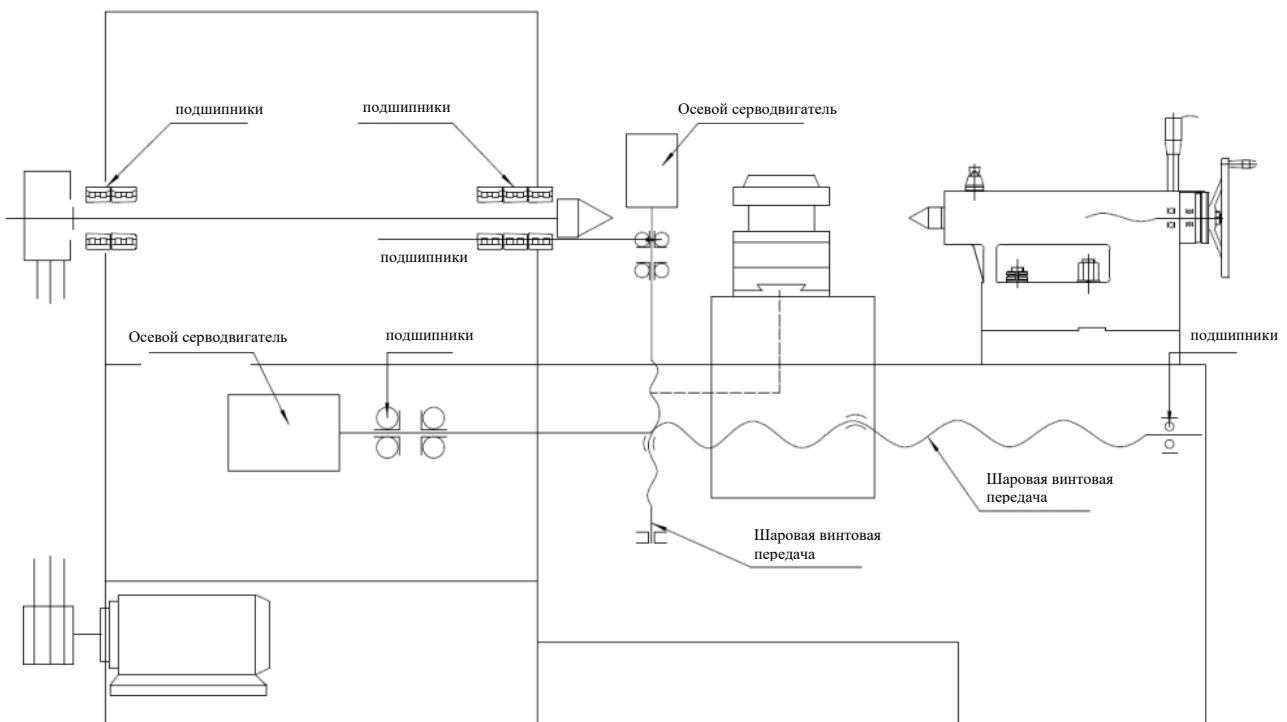 подшипники
подшипники
Осевой серводвигатель
подшипники
Осевой серводвигатель
подшипники
подшипники
Шаровая винтовая
передача
Шаровая винтовая
передача